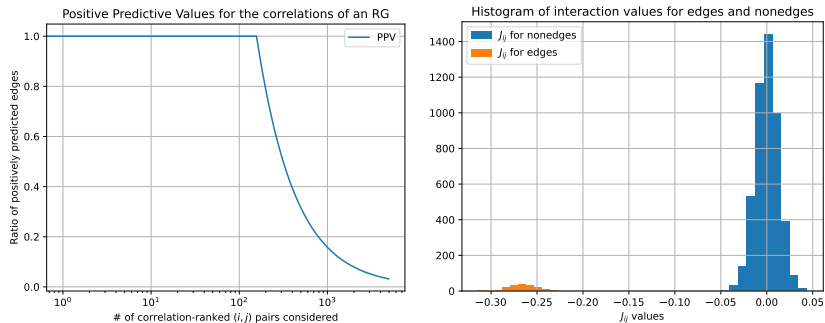 Positive Predictive Values for the correlations of an RG
Ratio of positively predicted edges
1.0
0.8
0.6
0.4
0.2
0.0
PPV
10⁰ 10¹ 10² 10³
# of correlation-ranked (i, j) pairs considered
Histogram of interaction values for edges and nonedges
1400
1200
1000
800
600
400
200
0
Jᵢⱼ for nonedges
Jᵢⱼ for edges
−0.30 −0.25 −0.20 −0.15 −0.10 −0.05 0.00 0.05
Jᵢⱼ values